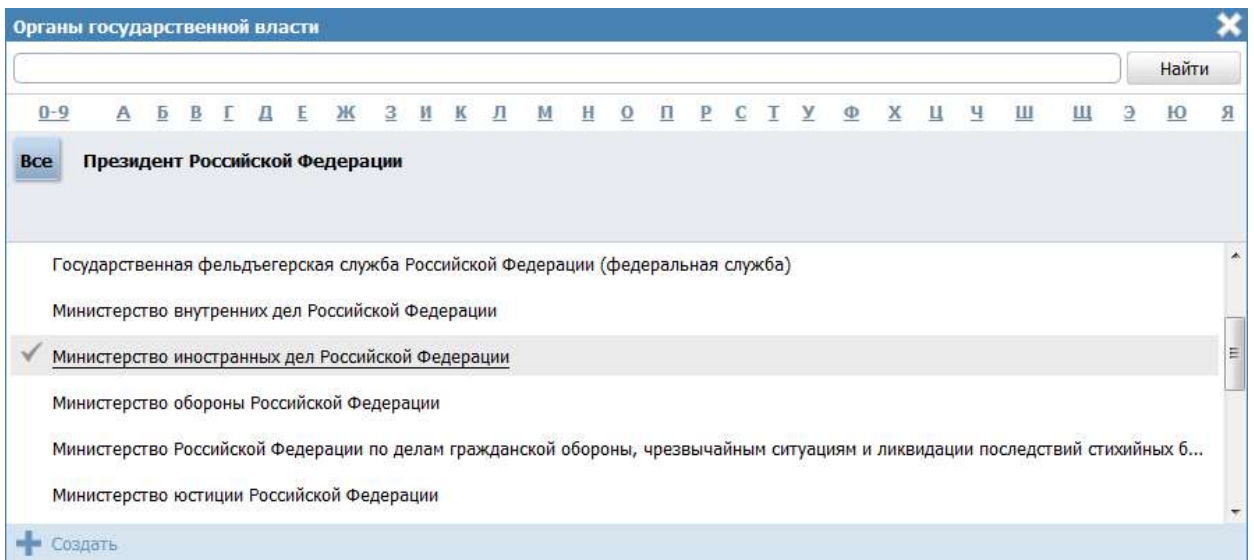 Органы государственной власти
Найти
0-9 А Б В Г Д Е Ж З И К Л М Н О П Р С Т У Ф Х Ц Ч Ш Щ Э Ю Я
Все Президент Российской Федерации
Государственная фельдъегерская служба Российской Федерации (федеральная служба)
Министерство внутренних дел Российской Федерации
Министерство иностранных дел Российской Федерации
Министерство обороны Российской Федерации
Министерство Российской Федерации по делам гражданской обороны, чрезвычайным ситуациям и ликвидации последствий стихийных б...
Министерство юстиции Российской Федерации
Создать